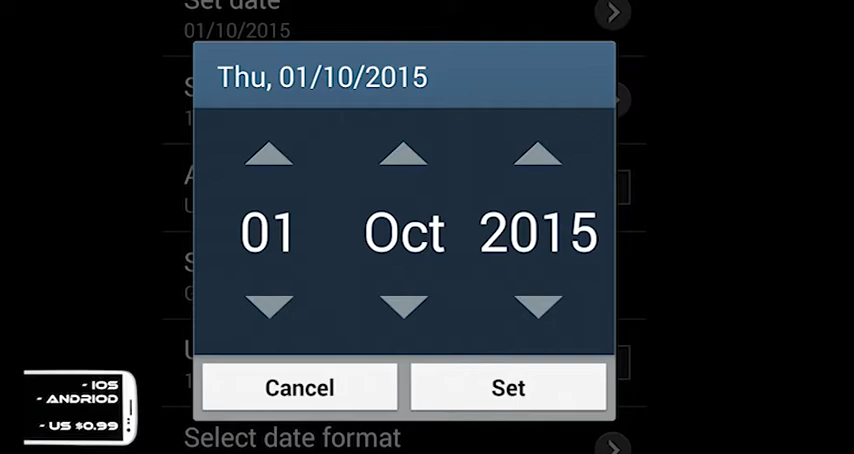 Set date
01/10/2015
Thu, 01/10/2015
01 Oct 2015
Cancel Set
Select date format
- IOS
- ANDRIOD
- US $0.99